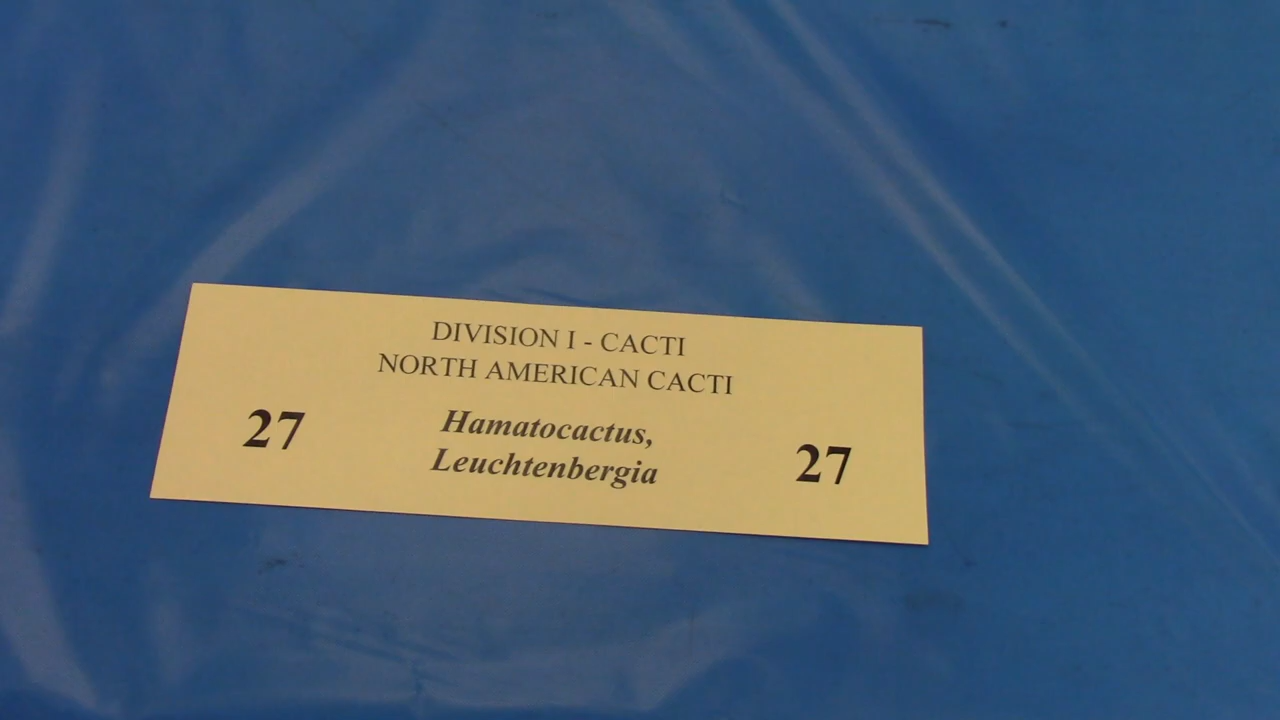 DIVISION I - CACTI
NORTH AMERICAN CACTI
27 Hamatocactus, 27
Leuchtenbergia